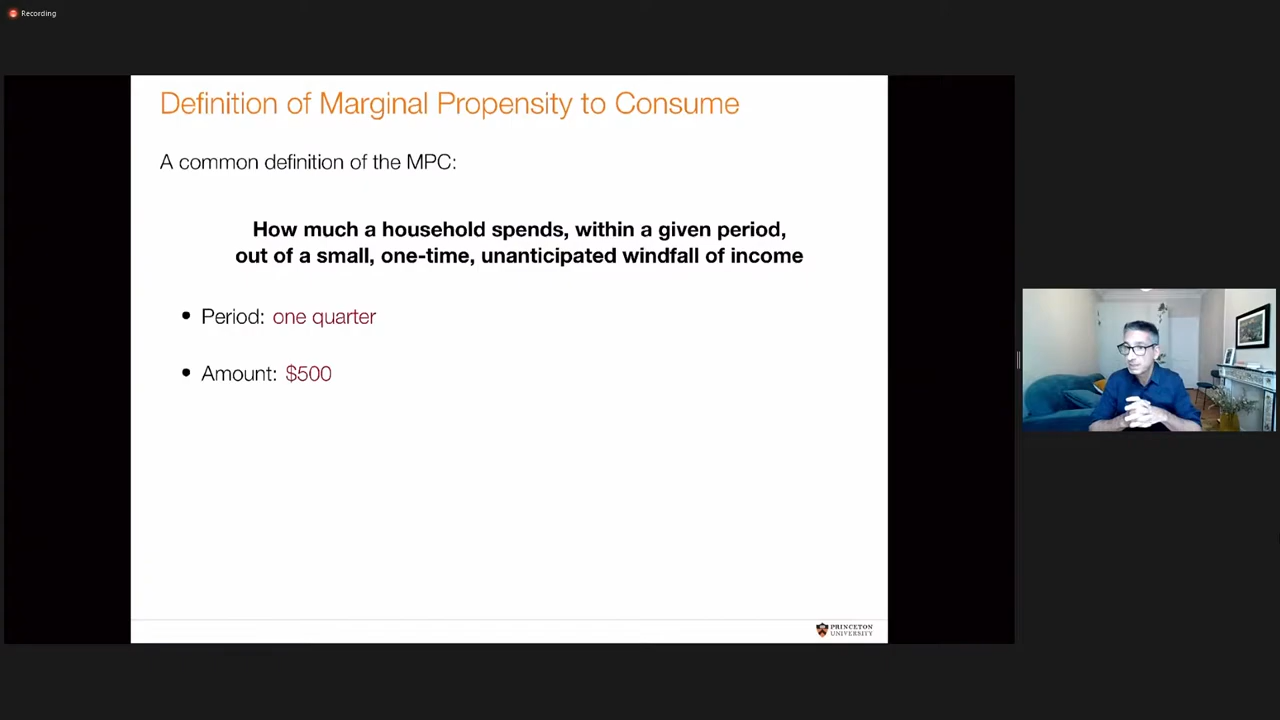 Recording
Definition of Marginal Propensity to Consume
A common definition of the MPC:
How much a household spends, within a given period,
out of a small, one-time, unanticipated windfall of income
• Period: one quarter
• Amount: $500
PRINCETON
UNIVERSITY